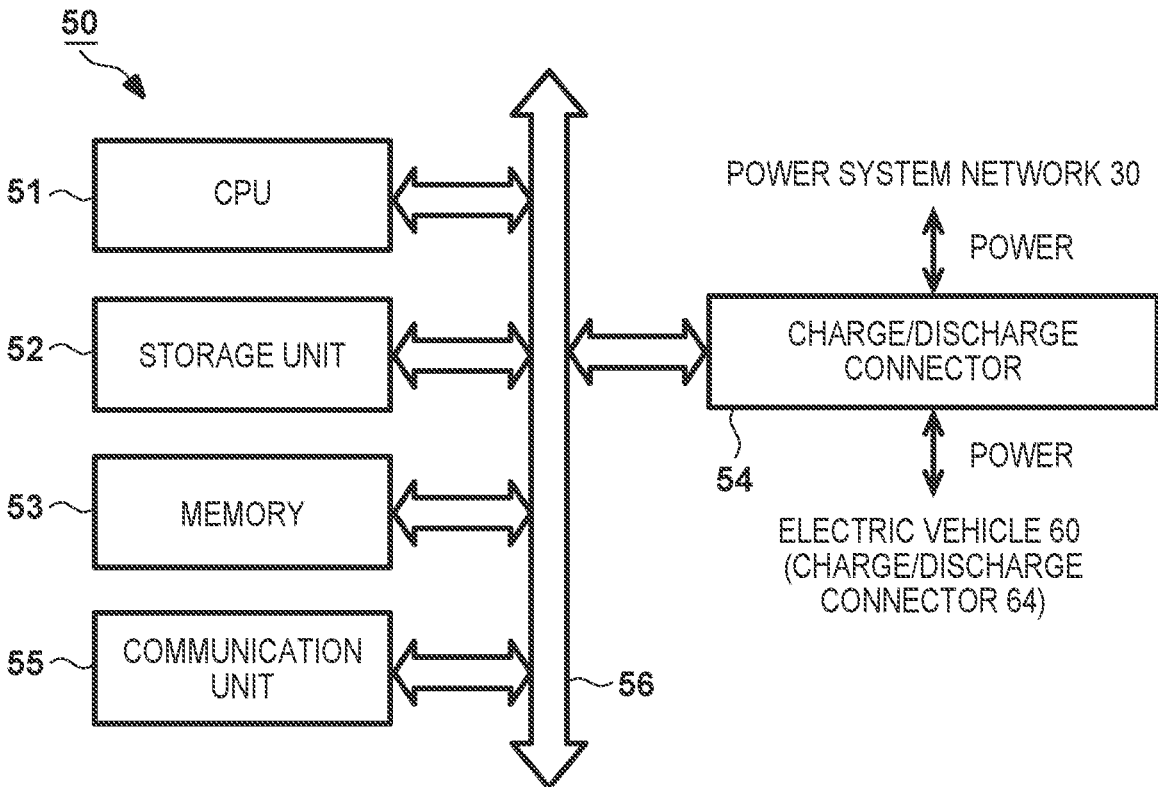 50
51
CPU
POWER SYSTEM NETWORK 30
POWER
52
STORAGE UNIT
CHARGE/DISCHARGE
CONNECTOR
54
POWER
53
MEMORY
ELECTRIC VEHICLE 60
(CHARGE/DISCHARGE
CONNECTOR 64)
55
COMMUNICATION
UNIT
56